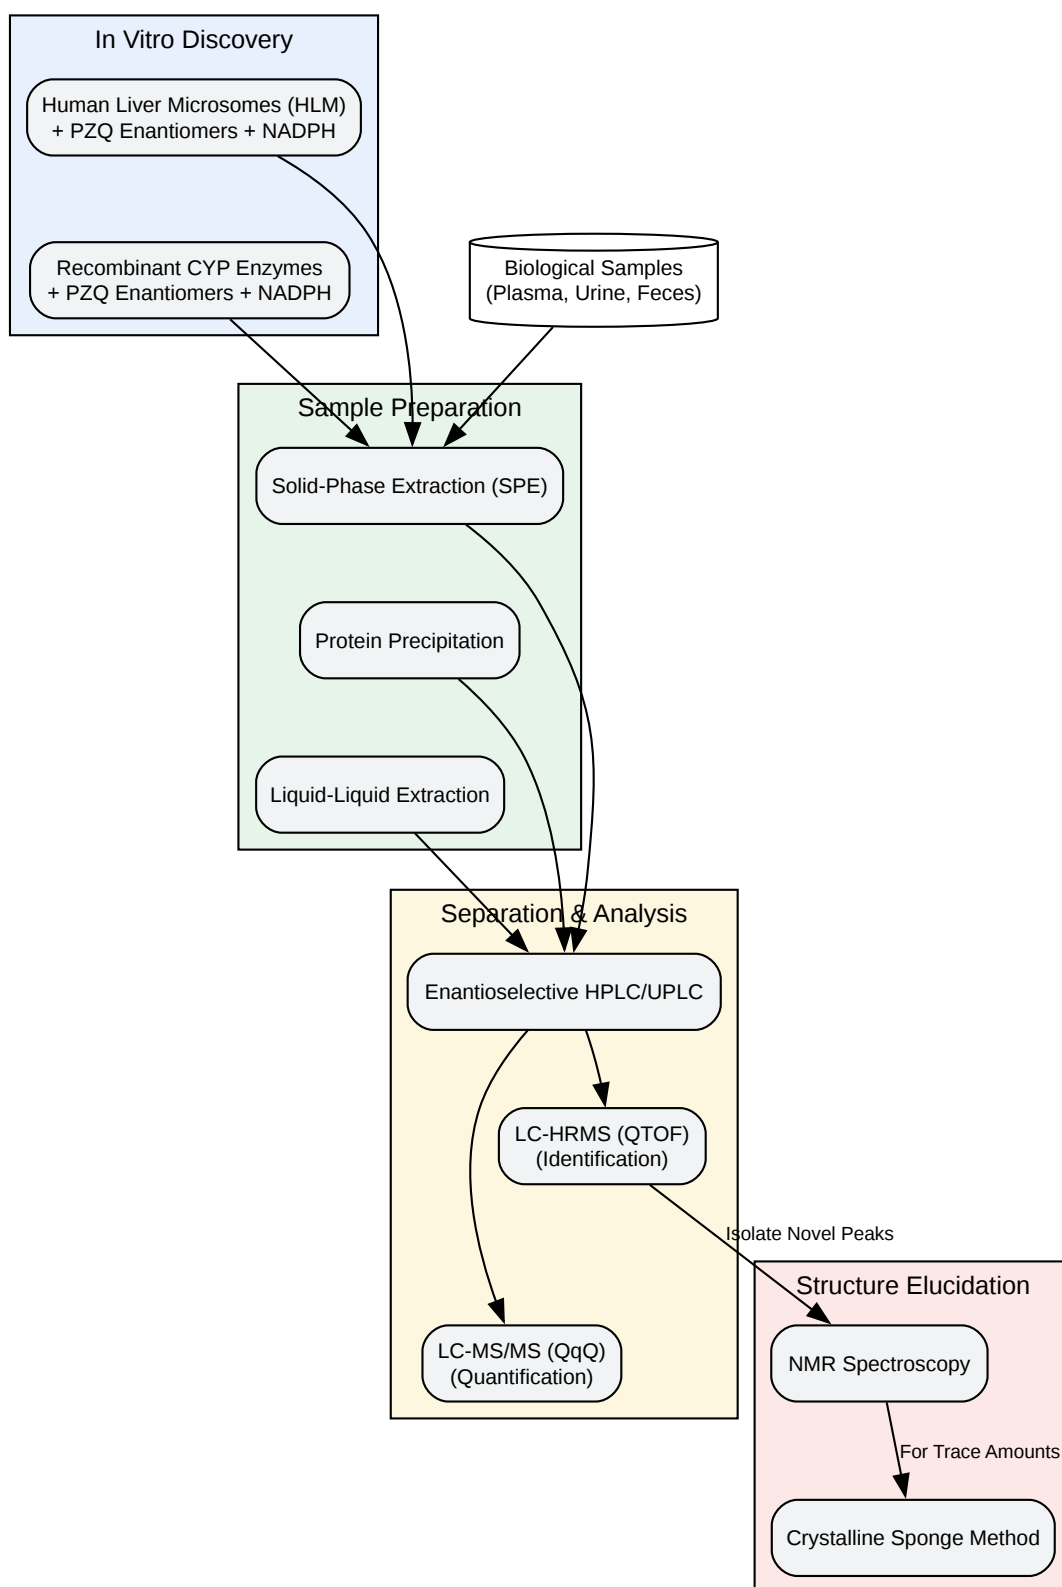 In Vitro Discovery
Human Liver Microsomes (HLM)
+ PZQ Enantiomers + NADPH
Recombinant CYP Enzymes
+ PZQ Enantiomers + NADPH
Biological Samples
(Plasma, Urine, Feces)
Sample Preparation
Solid-Phase Extraction (SPE)
Protein Precipitation
Liquid-Liquid Extraction
Separation & Analysis
Enantioselective HPLC/UPLC
LC-HRMS (QTOF)
(Identification)
Isolate Novel Peaks
LC-MS/MS (QqQ)
(Quantification)
Structure Elucidation
NMR Spectroscopy
For Trace Amounts
Crystalline Sponge Method